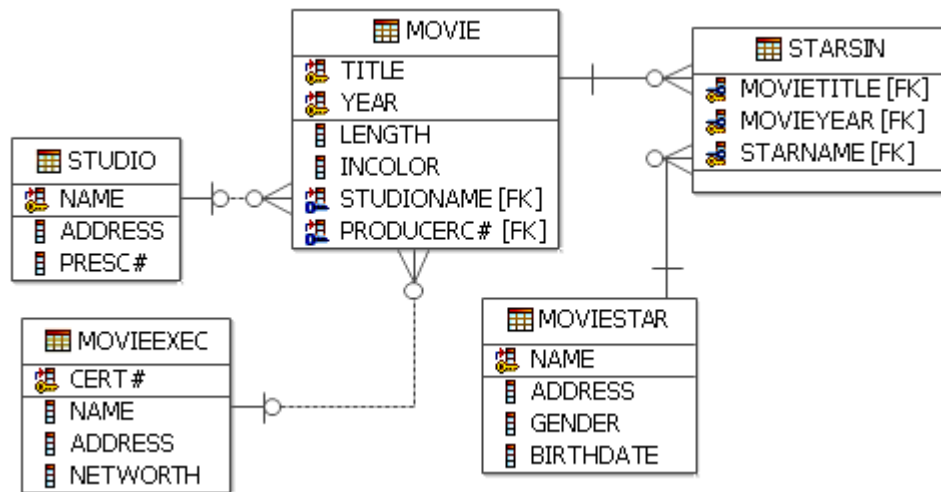 MOVIE
TITLE
YEAR
LENGTH
INCOLOR
STUDIONAME [FK]
PRODUCERC# [FK]
STARSIN
MOVIETITLE [FK]
MOVIEYEAR [FK]
STARNAME [FK]
STUDIO
NAME
ADDRESS
PRESC#
MOVIEEXEC
CERT#
NAME
ADDRESS
NETWORTH
MOVIESTAR
NAME
ADDRESS
GENDER
BIRTHDATE